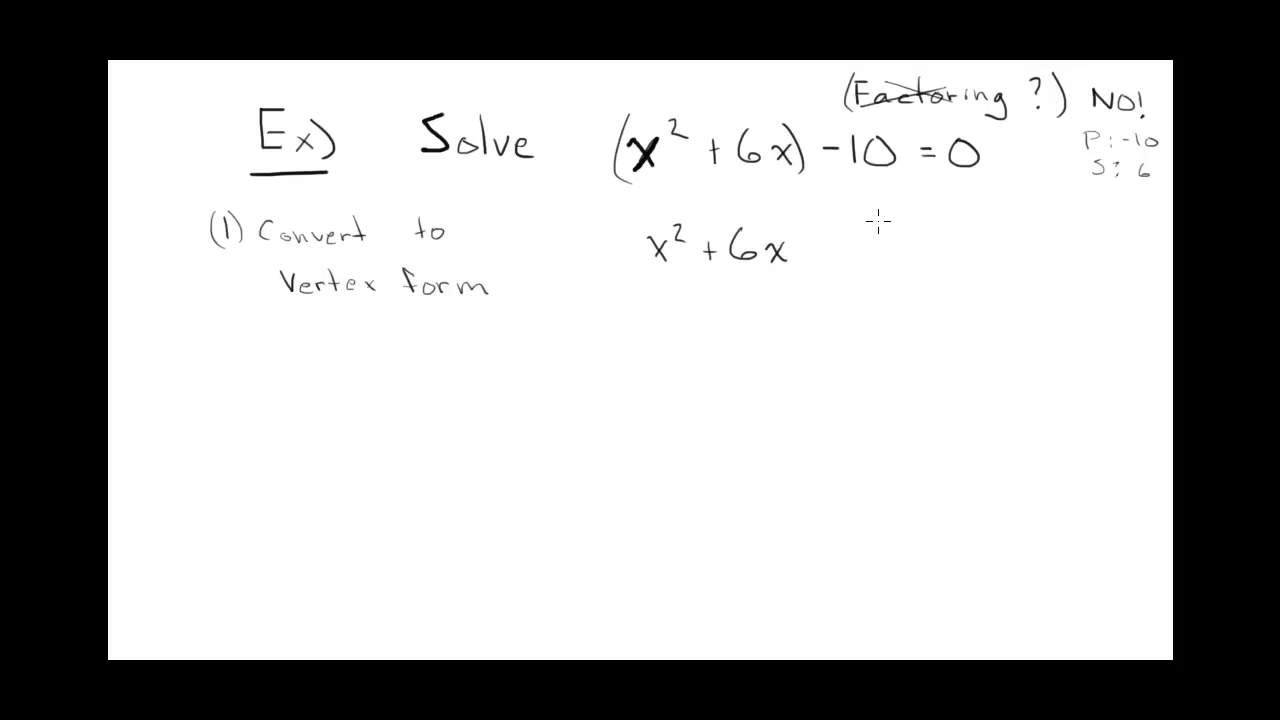 (Factoring ?) NO!
Ex) Solve (x² + 6x) - 10 = 0
P: -10
S: 6
(1) Convert to
Vertex form
x² + 6x